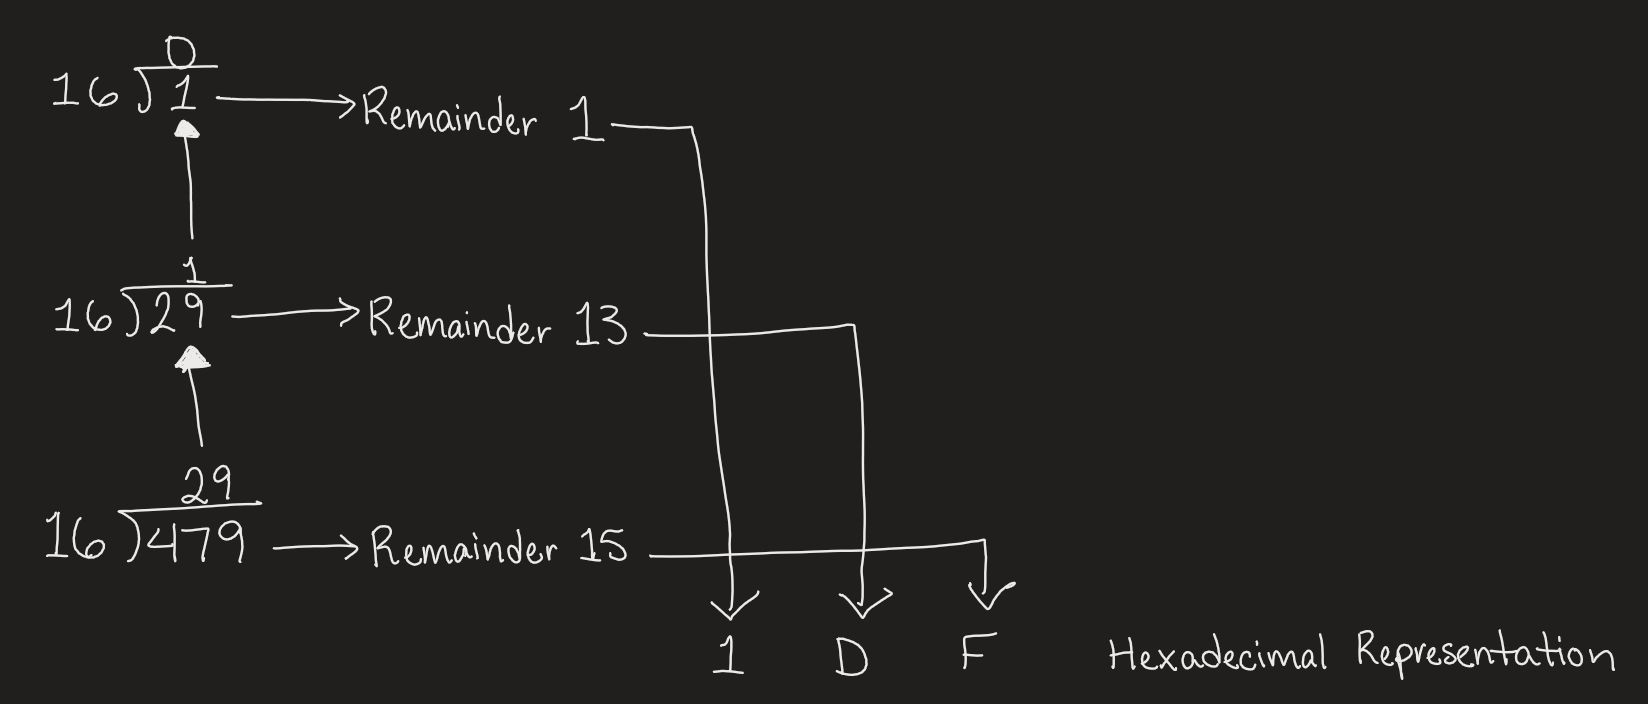 0
16 1 Remainder 1
1
16 29 Remainder 13
29
16 479 Remainder 15
1 D F Hexadecimal Representation